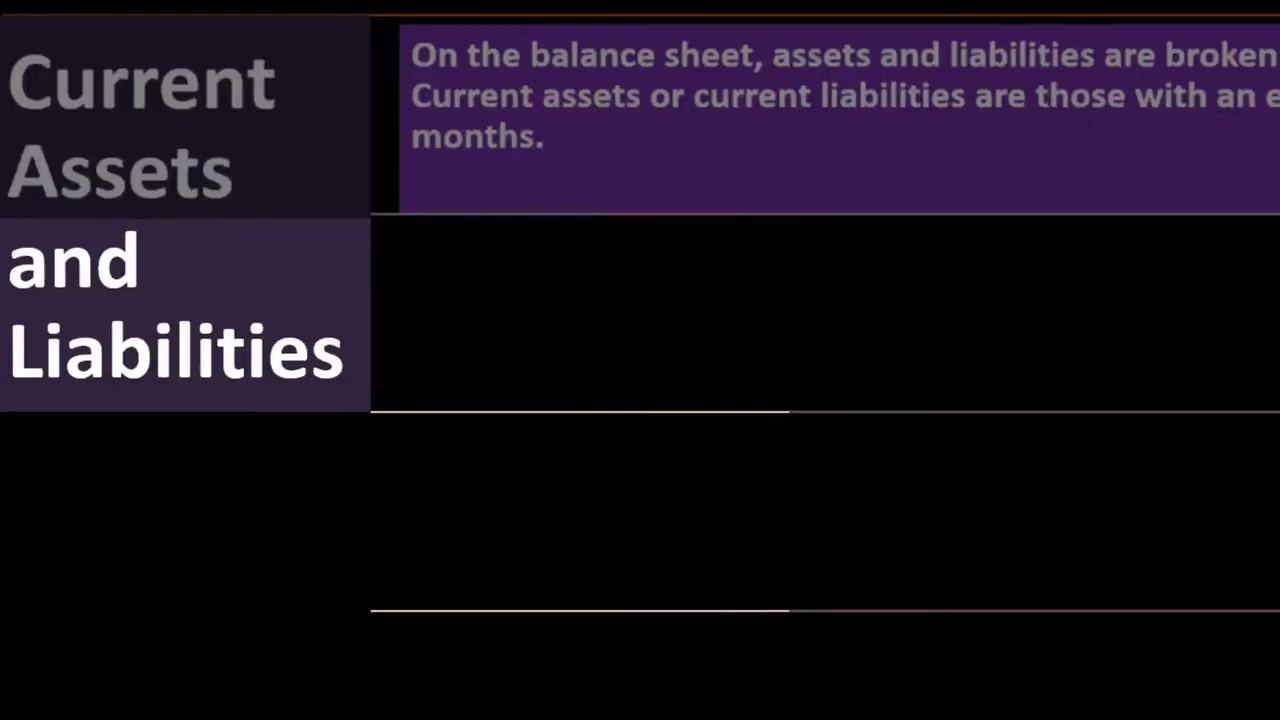 Current
Assets
and
Liabilities
On the balance sheet, assets and liabilities are broken
Current assets or current liabilities are those with an
months.